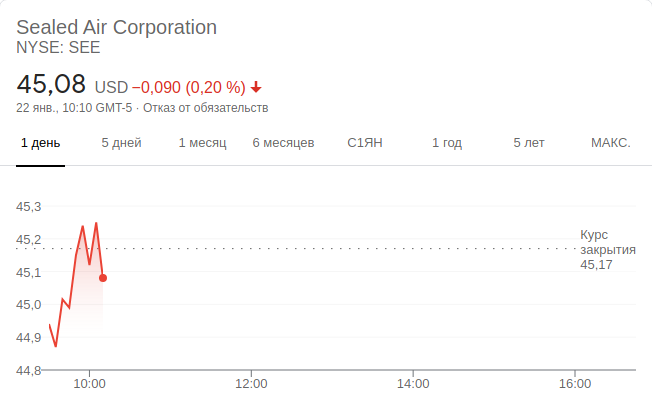 Sealed Air Corporation
NYSE: SEE
45,08 USD −0,090 (0,20 %)
22 янв., 10:10 GMT-5 · Отказ от обязательств
1 день 5 дней 1 месяц 6 месяцев С1ЯН 1 год 5 лет МАКС.
45,3
45,2
45,1
45,0
44,9
44,8
Курс
закрытия
45,17
10:00 12:00 14:00 16:00